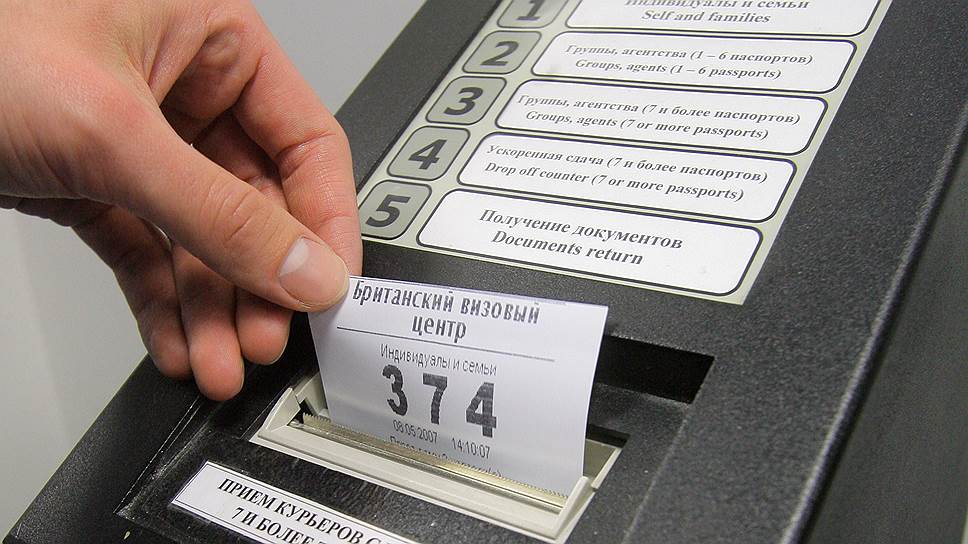 1
Индивидуалы и семьи
Self and families
2
Группы, агентства (1 – 6 паспортов)
Groups, agents (1 – 6 passports)
3
Группы, агентства (7 и более паспортов)
Groups, agents (7 or more passports)
4
Ускоренная сдача (7 и более паспортов)
Drop off counter (7 or more passports)
5
Получение документов
Documents return
Британский визовый
центр
Индивидуалы и семьи
374
08.05.2007 14:10:07
ПРИЕМ КУРЬЕРОВ С
7 И БОЛЕЕ